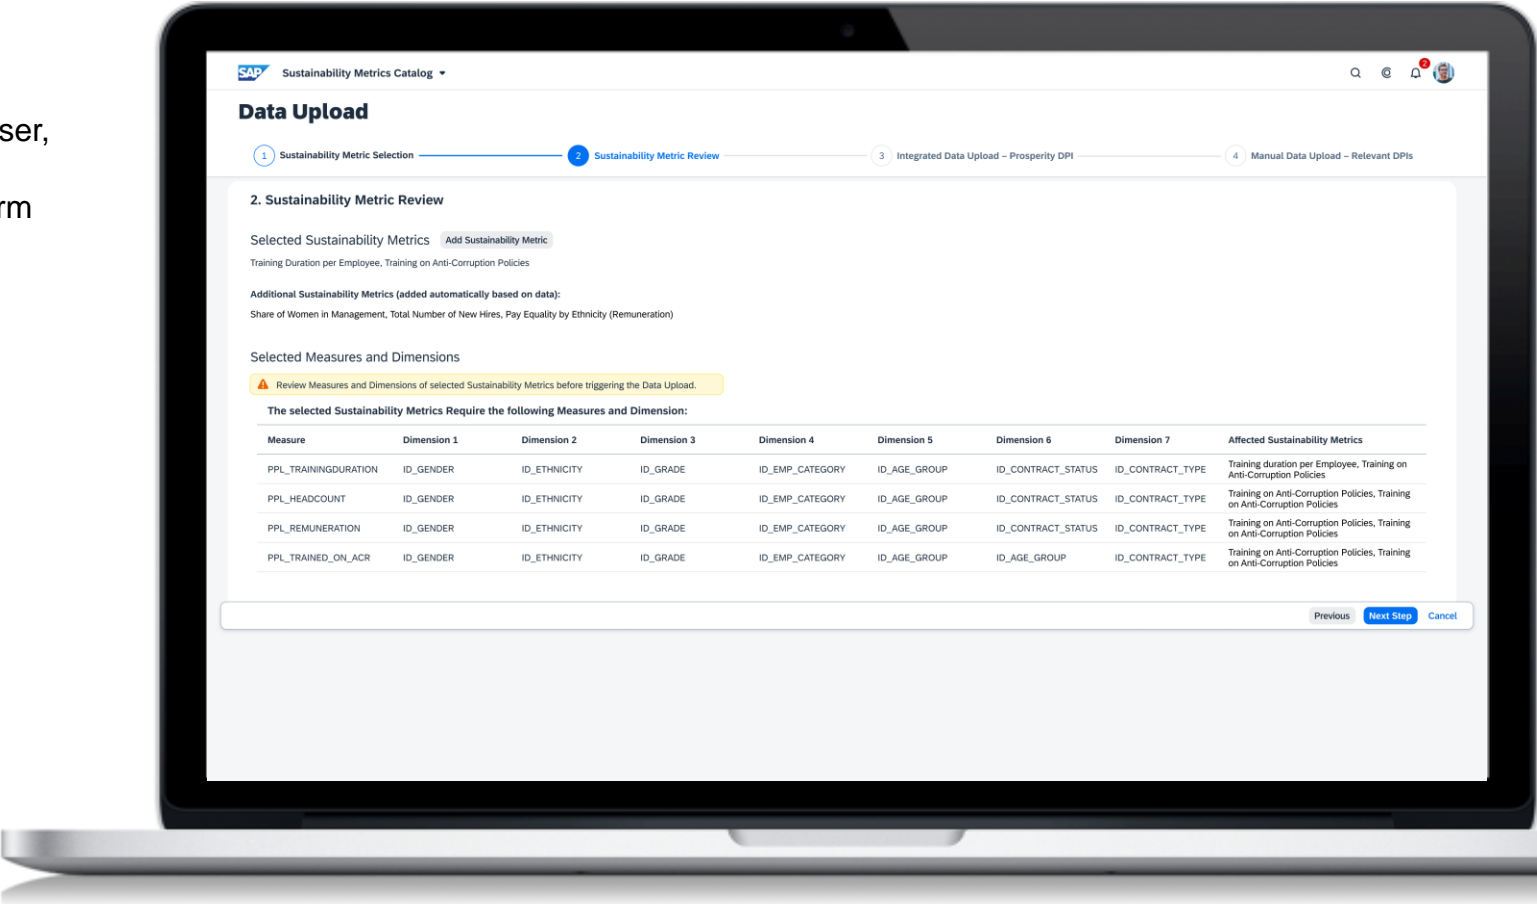 ser,
rm
SAP Sustainability Metrics Catalog
2
Data Upload
1 Sustainability Metric Selection 2 Sustainability Metric Review 3 Integrated Data Upload – Prosperity DPI 4 Manual Data Upload – Relevant DPIs
2. Sustainability Metric Review
Selected Sustainability Metrics Add Sustainability Metric
Training Duration per Employee, Training on Anti-Corruption Policies
Additional Sustainability Metrics (added automatically based on data):
Share of Women in Management, Total Number of New Hires, Pay Equality by Ethnicity (Remuneration)
Selected Measures and Dimensions
Review Measures and Dimensions of selected Sustainability Metrics before triggering the Data Upload.
The selected Sustainability Metrics Require the following Measures and Dimension:
Measure Dimension 1 Dimension 2 Dimension 3 Dimension 4 Dimension 5 Dimension 6 Dimension 7 Affected Sustainability Metrics
PPL_TRAININGDURATION ID_GENDER ID_ETHNICITY ID_GRADE ID_EMP_CATEGORY ID_AGE_GROUP ID_CONTRACT_STATUS ID_CONTRACT_TYPE Training duration per Employee, Training on
Anti-Corruption Policies
PPL_HEADCOUNT ID_GENDER ID_ETHNICITY ID_GRADE ID_EMP_CATEGORY ID_AGE_GROUP ID_CONTRACT_STATUS ID_CONTRACT_TYPE Training on Anti-Corruption Policies, Training
on Anti-Corruption Policies
PPL_REMUNERATION ID_GENDER ID_ETHNICITY ID_GRADE ID_EMP_CATEGORY ID_AGE_GROUP ID_CONTRACT_STATUS ID_CONTRACT_TYPE Training on Anti-Corruption Policies, Training
on Anti-Corruption Policies
PPL_TRAINED_ON_ACR ID_GENDER ID_ETHNICITY ID_GRADE ID_EMP_CATEGORY ID_AGE_GROUP ID_AGE_GROUP ID_CONTRACT_TYPE Training on Anti-Corruption Policies, Training
on Anti-Corruption Policies
Previous Next Step Cancel